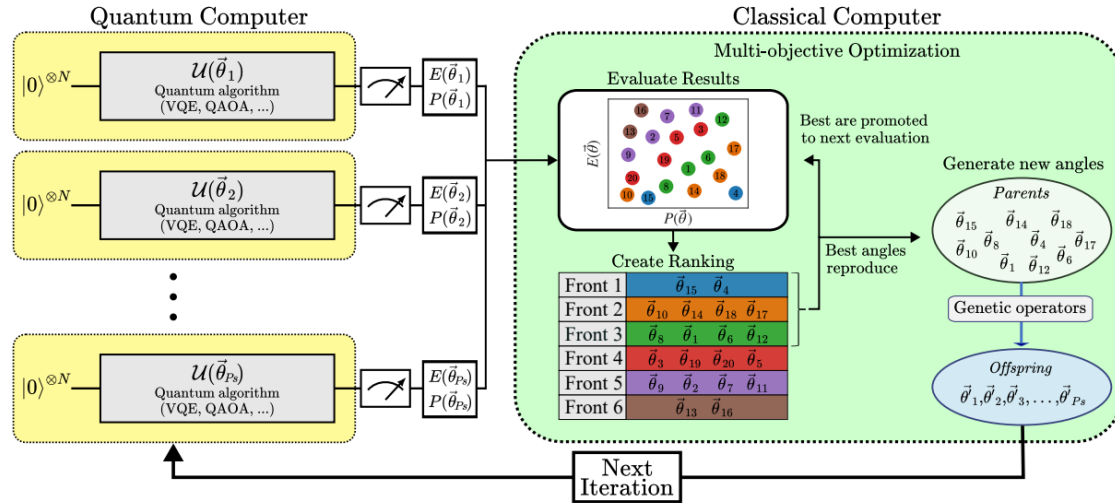 Quantum Computer
|0⟩⊗N
𝒰(θ⃗1)
Quantum algorithm
(VQE, QAOA, ...)
E(θ⃗1)
P(θ⃗1)
|0⟩⊗N
𝒰(θ⃗2)
Quantum algorithm
(VQE, QAOA, ...)
E(θ⃗2)
P(θ⃗2)
|0⟩⊗N
𝒰(θ⃗Ps)
Quantum algorithm
(VQE, QAOA, ...)
E(θ⃗Ps)
P(θ⃗Ps)
Classical Computer
Multi-objective Optimization
Evaluate Results
E(θ⃗)
16 7 11 12
13 2 5 3
9 19 6 17
1
20 8 14 18
10 15 4
P(θ⃗)
Create Ranking
Front 1 θ⃗15 θ⃗4
Front 2 θ⃗10 θ⃗14 θ⃗18 θ⃗17
Front 3 θ⃗8 θ⃗1 θ⃗6 θ⃗12
Front 4 θ⃗3 θ⃗19 θ⃗20 θ⃗5
Front 5 θ⃗9 θ⃗2 θ⃗7 θ⃗11
Front 6 θ⃗13 θ⃗16
Best are promoted
to next evaluation
Best angles
reproduce
Generate new angles
Parents
θ⃗15 θ⃗14 θ⃗18
θ⃗10 θ⃗8 θ⃗4 θ⃗17
θ⃗1 θ⃗12 θ⃗6
Genetic operators
Offspring
θ⃗'1,θ⃗'2,θ⃗'3,...,θ⃗'Ps
Next
Iteration